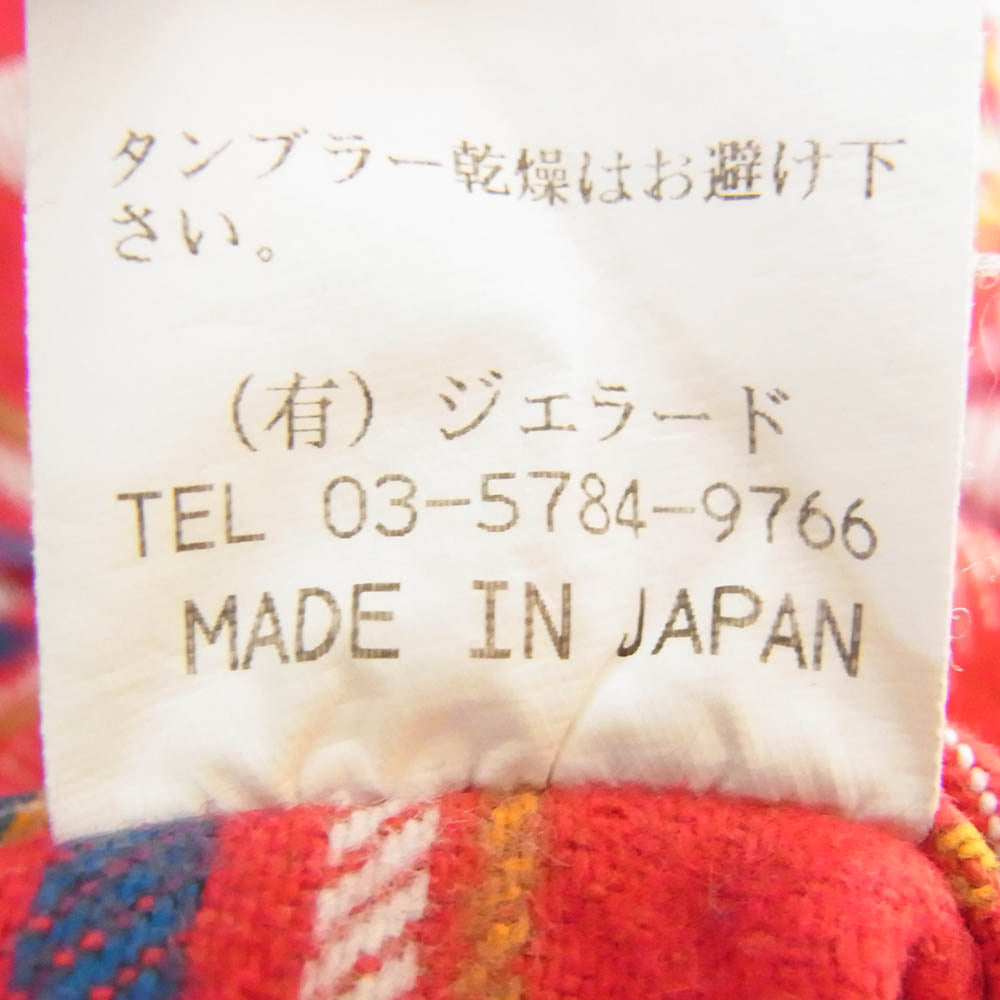 タンブラー乾燥はお避け下
さい。
(有) ジェラード
TEL 03-5784-9766
MADE IN JAPAN